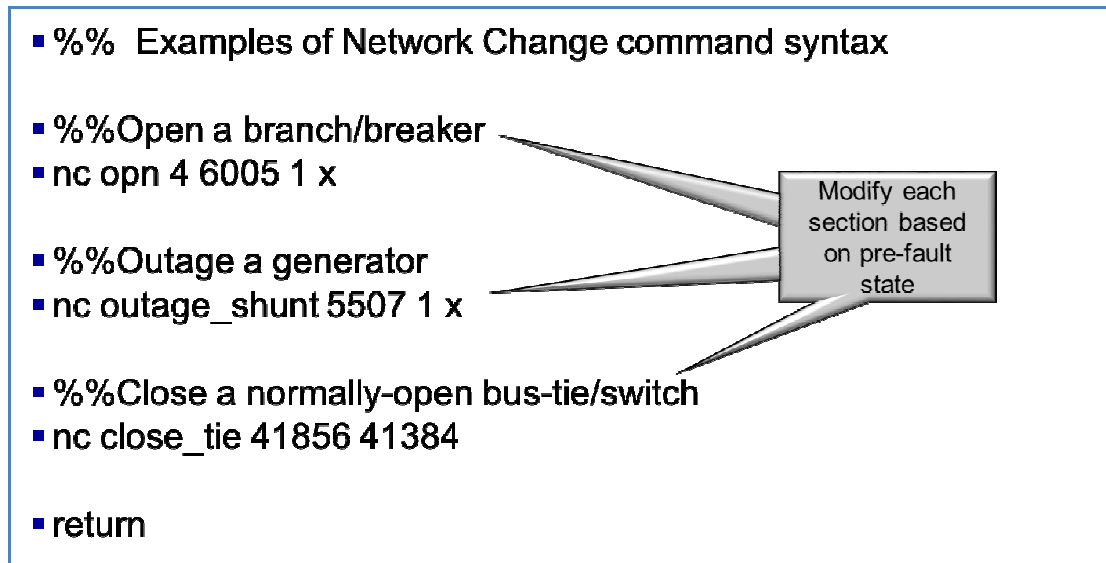 ▪ %% Examples of Network Change command syntax
▪ %%Open a branch/breaker
▪ nc opn 4 6005 1 x
▪ %%Outage a generator
▪ nc outage_shunt 5507 1 x
▪ %%Close a normally-open bus-tie/switch
▪ nc close_tie 41856 41384
▪ return
Modify each
section based
on pre-fault
state